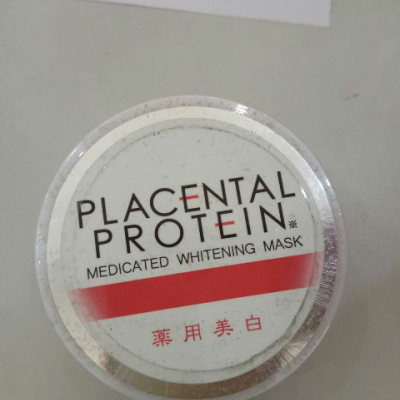 PLACENTAL
PROTEIN※
MEDICATED WHITENING MASK
薬用美白